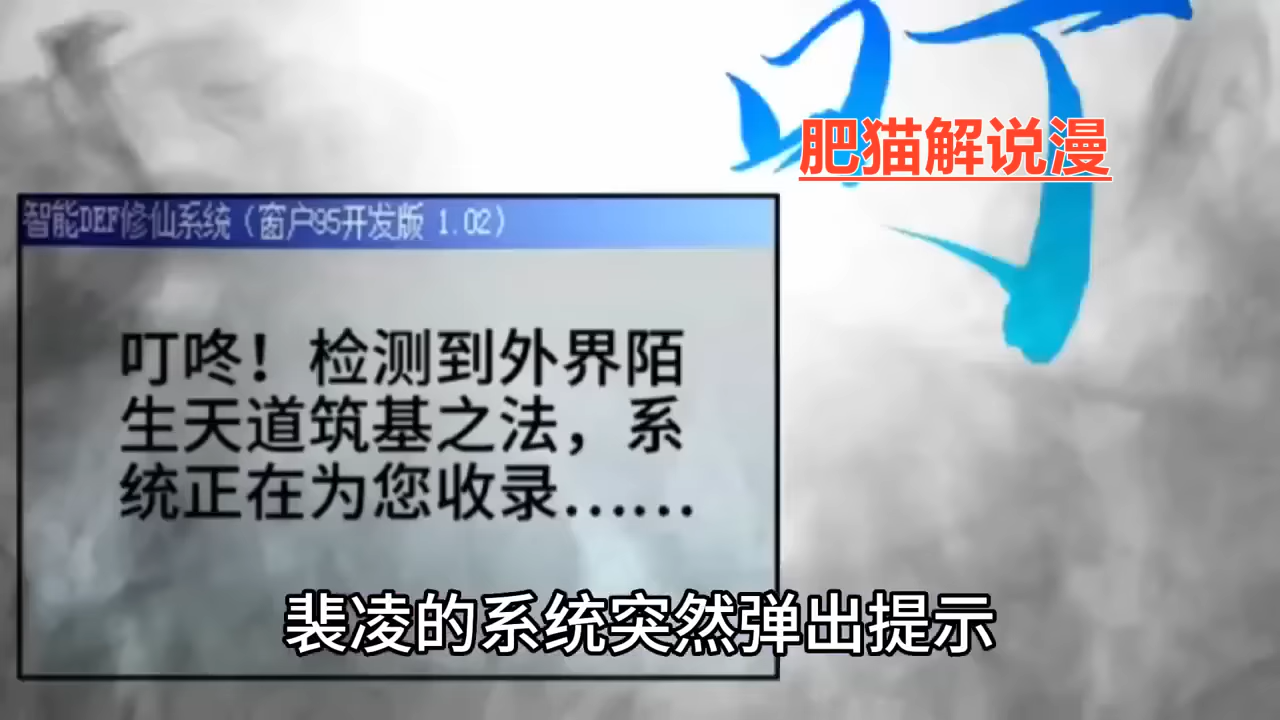 叮
肥猫解说漫
智能DEF修仙系统（窗户95开发版 1.02）
叮咚！检测到外界陌
生天道筑基之法，系
统正在为您收录……
裴凌的系统突然弹出提示